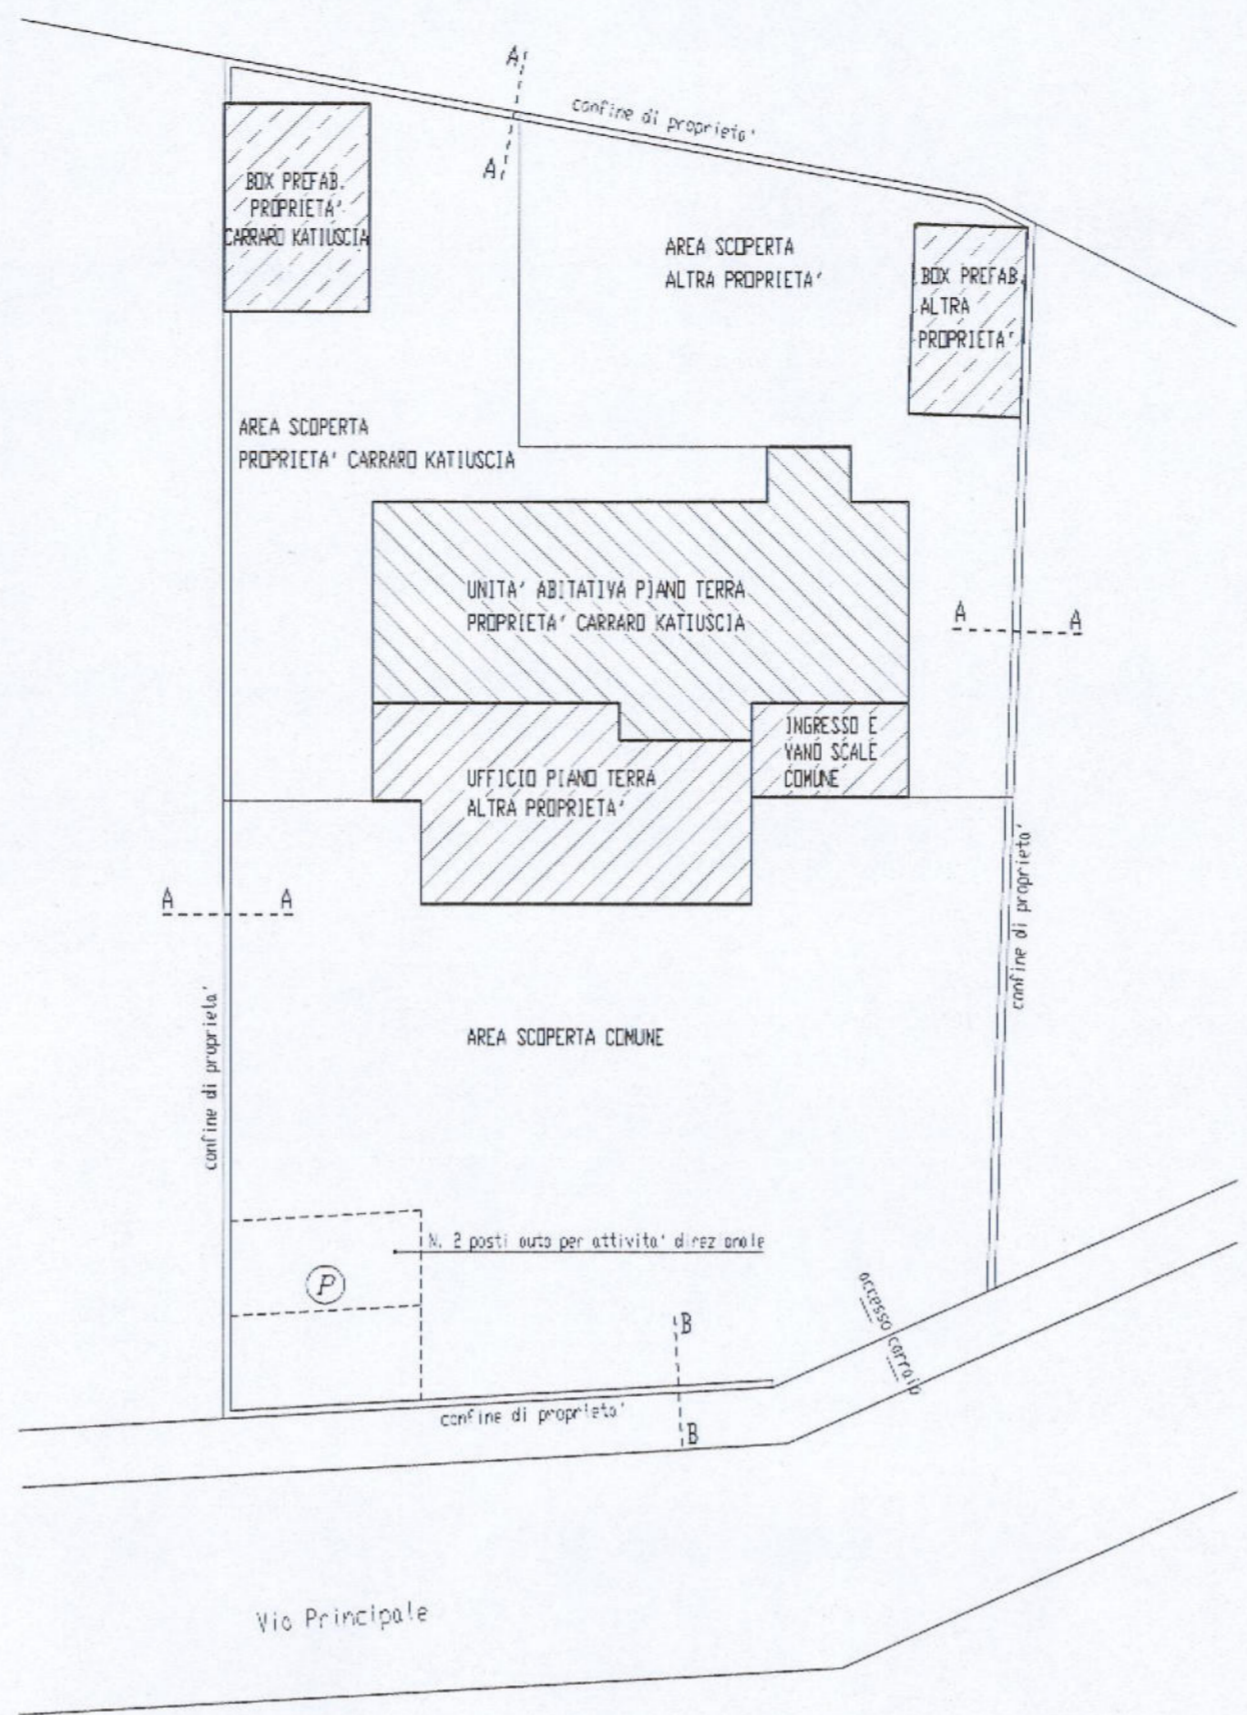 A
confine di proprieta'
A
BOX PREFAB.
PROPRIETA'
CARRARO KATIUSCIA
AREA SCOPERTA
ALTRA PROPRIETA'
BOX PREFAB.
ALTRA
PROPRIETA'
AREA SCOPERTA
PROPRIETA' CARRARO KATIUSCIA
UNITA' ABITATIVA PIANO TERRA
PROPRIETA' CARRARO KATIUSCIA
A A
INGRESSO E
VANO SCALE
COMUNE
UFFICIO PIANO TERRA
ALTRA PROPRIETA'
A A
confine di proprieta'
confine di proprieta'
AREA SCOPERTA COMUNE
N. 2 posti auto per attivita' direzionale
P
accesso carraio
B
confine di proprieta'
B
Via Principale